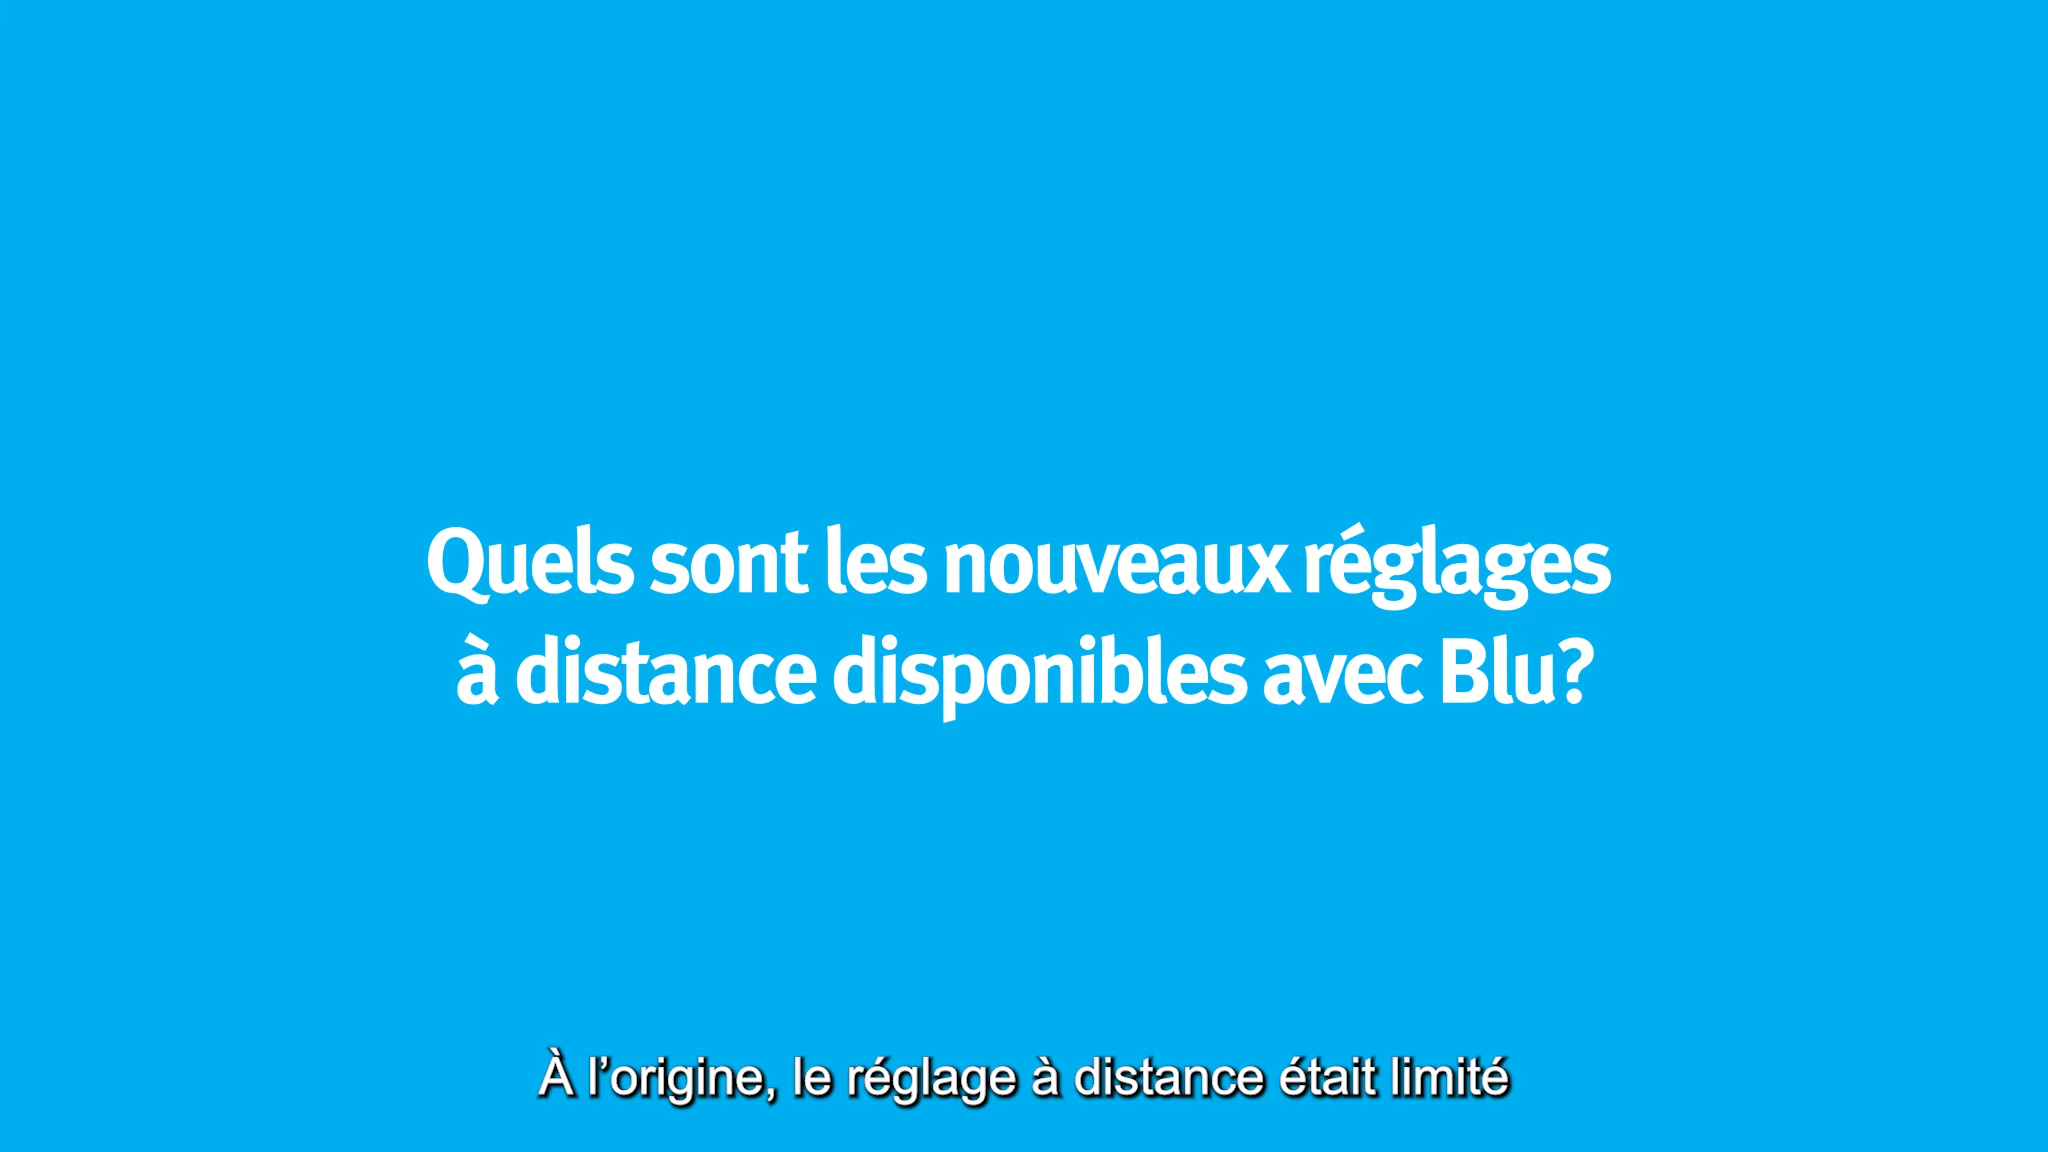 Quels sont les nouveaux réglages
à distance disponibles avec Blu?
À l’origine, le réglage à distance était limité